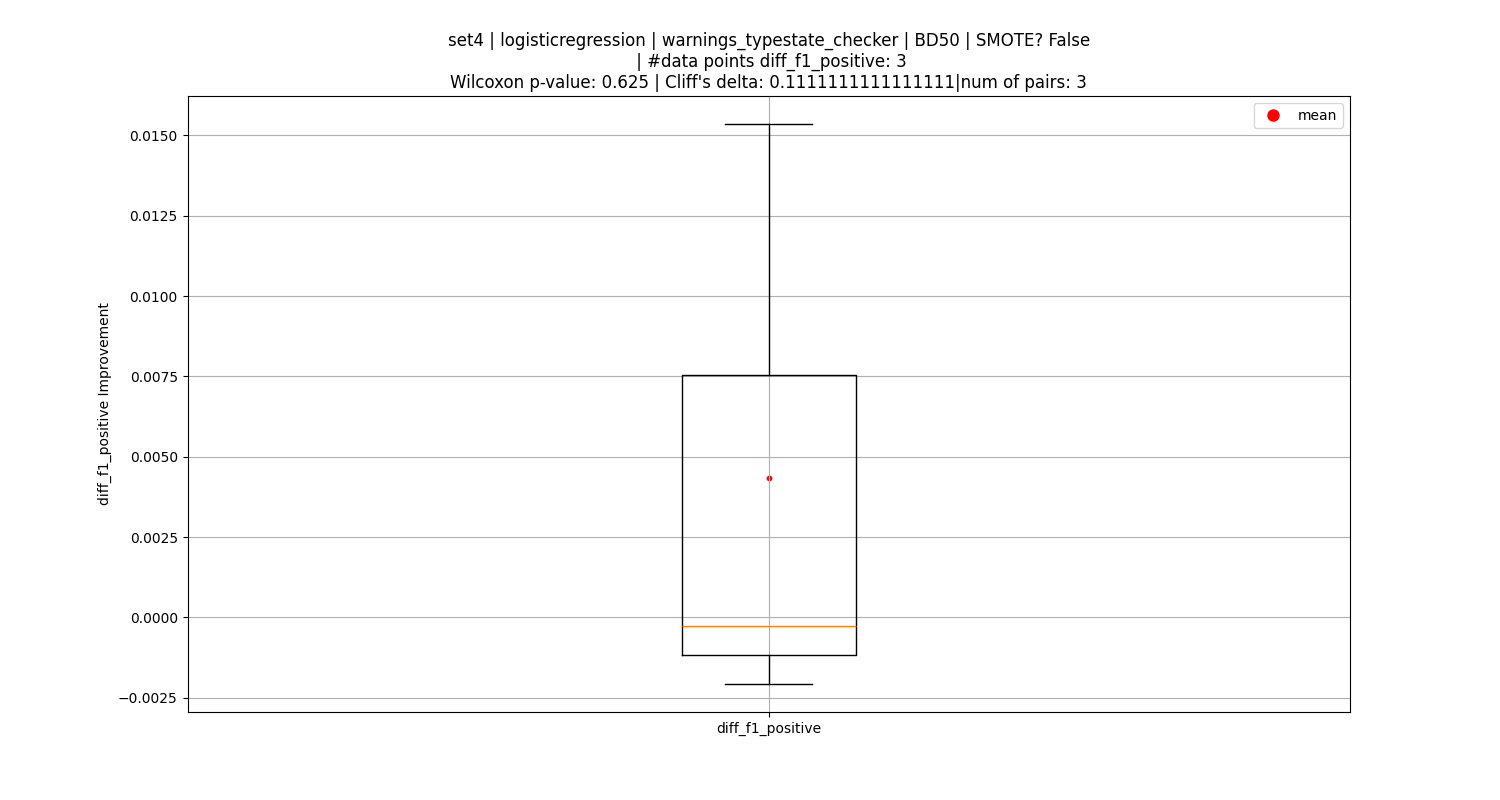 set4 | logisticregression | warnings_typestate_checker | BD50 | SMOTE? False
| #data points diff_f1_positive: 3
Wilcoxon p-value: 0.625 | Cliff's delta: 0.1111111111111111|num of pairs: 3
mean
0.0150
0.0125
0.0100
0.0075
0.0050
0.0025
0.0000
−0.0025
diff_f1_positive Improvement
diff_f1_positive